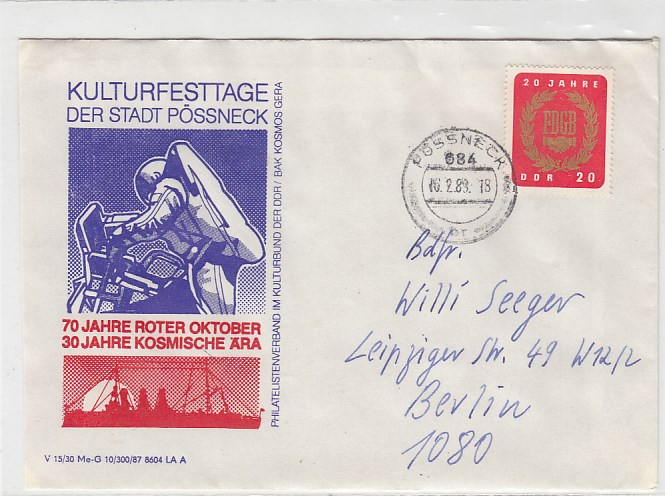 KULTURFESTTAGE
DER STADT PÖSSNECK
PHILATELISTENVERBAND IM KULTURBUND DER DDR/ BAK KOSMOS GERA
70 JAHRE ROTER OKTOBER
30 JAHRE KOSMISCHE ÄRA
V 15/30 Me-G 10/300/87 8604 LA A
20 JAHRE
FDGB
DDR 20
PÖSSNECK
684
16.2.89.-18
Bdfr.
Willi Seeger
Leipziger Str. 49 W12/2
Berlin
1080